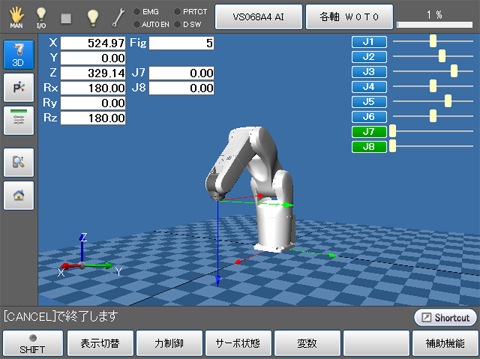 MAN I/O EMG PRTCT VS068A4 AI 各軸 W0T0 1 %
AUTO EN D SW
X 524.97 Fig 5
Y 0.00
Z 329.14 J7 0.00
Rx 180.00 J8 0.00
Ry 0.00
Rz 180.00
3D
P
J1
J2
J3
J4
J5
J6
J7
J8
Z
X Y
[CANCEL]で終了します Shortcut
SHIFT 表示切替 力制御 サーボ状態 変数 補助機能